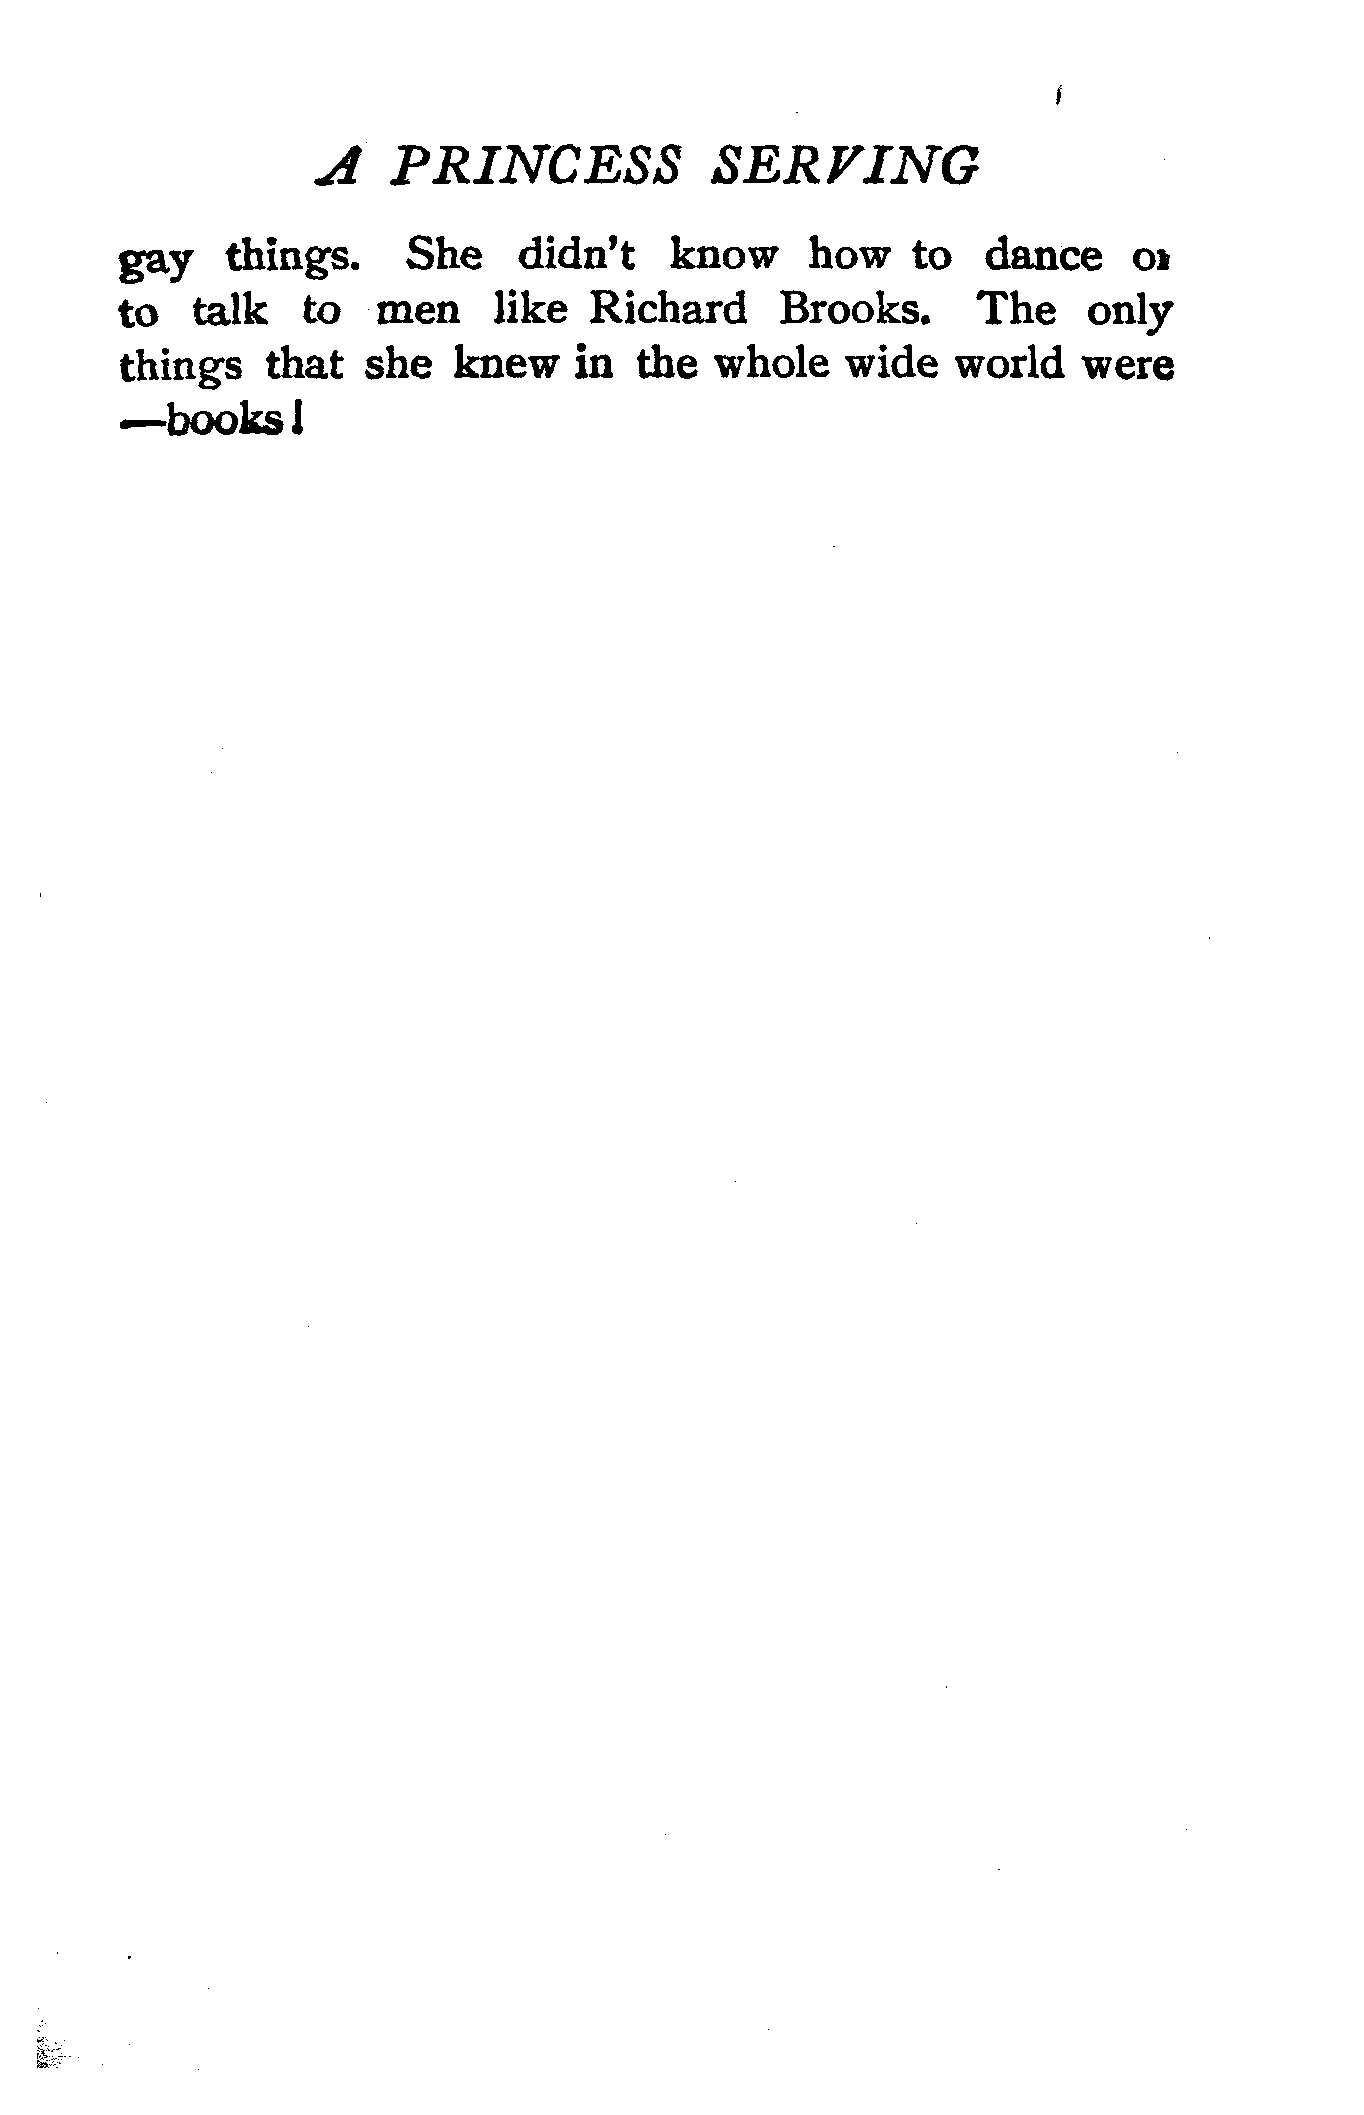 A PRINCESS SERVING
gay things. She didn't know how to dance or
to talk to men like Richard Brooks. The only
things that she knew in the whole wide world were
—books!